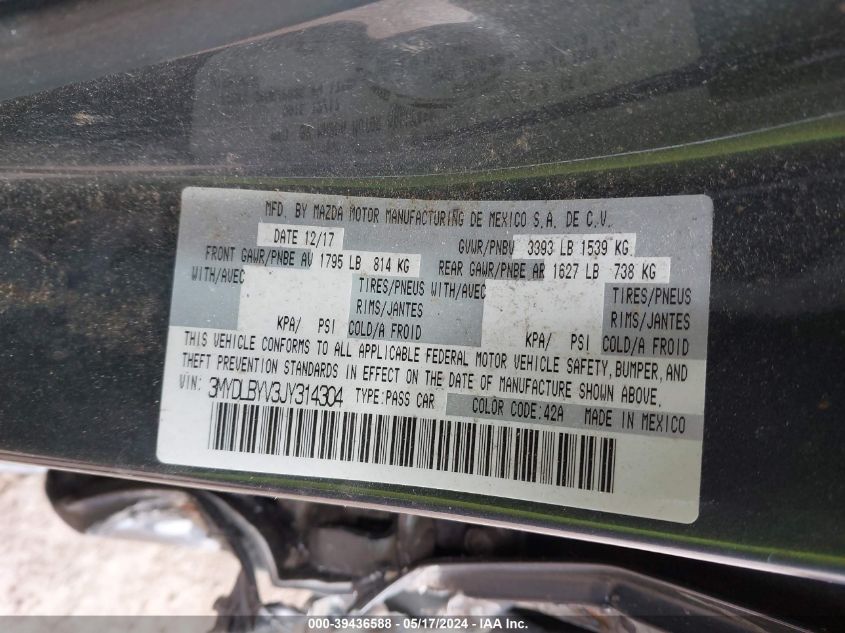 MFD. BY MAZDA MOTOR MANUFACTURING DE MEXICO S.A. DE C.V.
DATE 12/17 GVWR/PNBV 3393 LB 1539 KG
FRONT GAWR/PNBE AV 1795 LB 814 KG REAR GAWR/PNBE AR 1627 LB 738 KG
WITH/AVEC TIRES/PNEUS WITH/AVEC TIRES/PNEUS
RIMS/JANTES RIMS/JANTES
KPA/ PSI COLD/A FROID KPA/ PSI COLD/A FROID
THIS VEHICLE CONFORMS TO ALL APPLICABLE FEDERAL MOTOR VEHICLE SAFETY, BUMPER, AND
THEFT PREVENTION STANDARDS IN EFFECT ON THE DATE OF MANUFACTURE SHOWN ABOVE.
VIN: 3MYDLBYV3JY314304 TYPE:PASS CAR COLOR CODE:42A MADE IN MEXICO
000-39436588 - 05/17/2024 - IAA Inc.